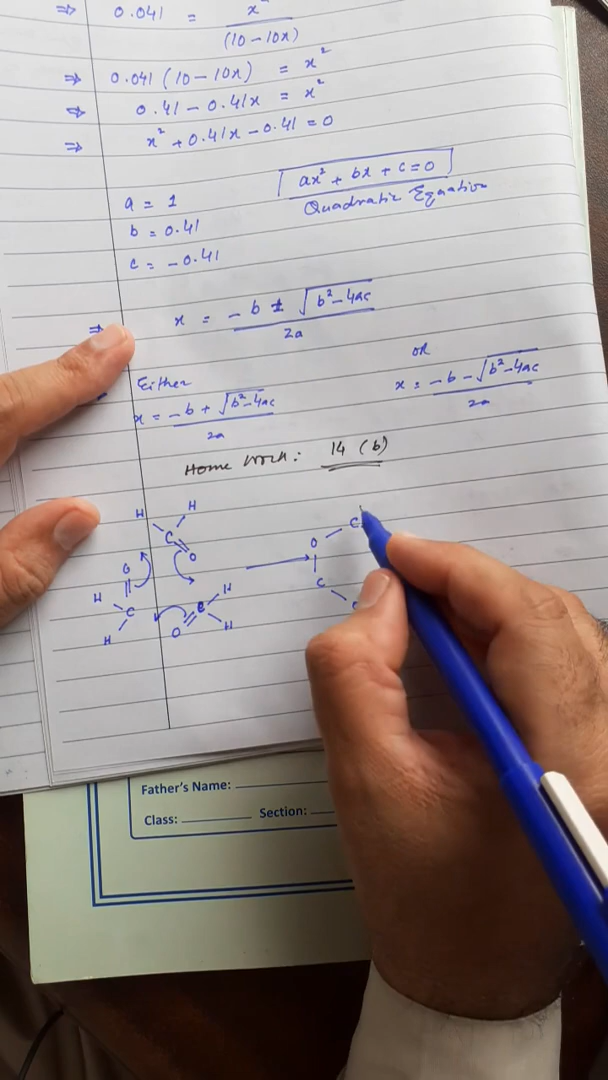 ⇒ 0.041 = x²
(10-10x)
⇒ 0.041 (10-10x) = x²
⇒ 0.41 - 0.41x = x²
⇒ x² + 0.41x - 0.41 = 0
ax² + bx + c = 0
Quadratic Equation
a = 1
b = 0.41
c = -0.41
⇒ x = -b ± √b²-4ac
2a
Either
x = -b + √b²-4ac
2a
or
x = -b - √b²-4ac
2a
Home Work: 14 (b)
H H
C
O
O
H C
H
H
C
O H
→
C
O
C
Father's Name:
Class: Section: